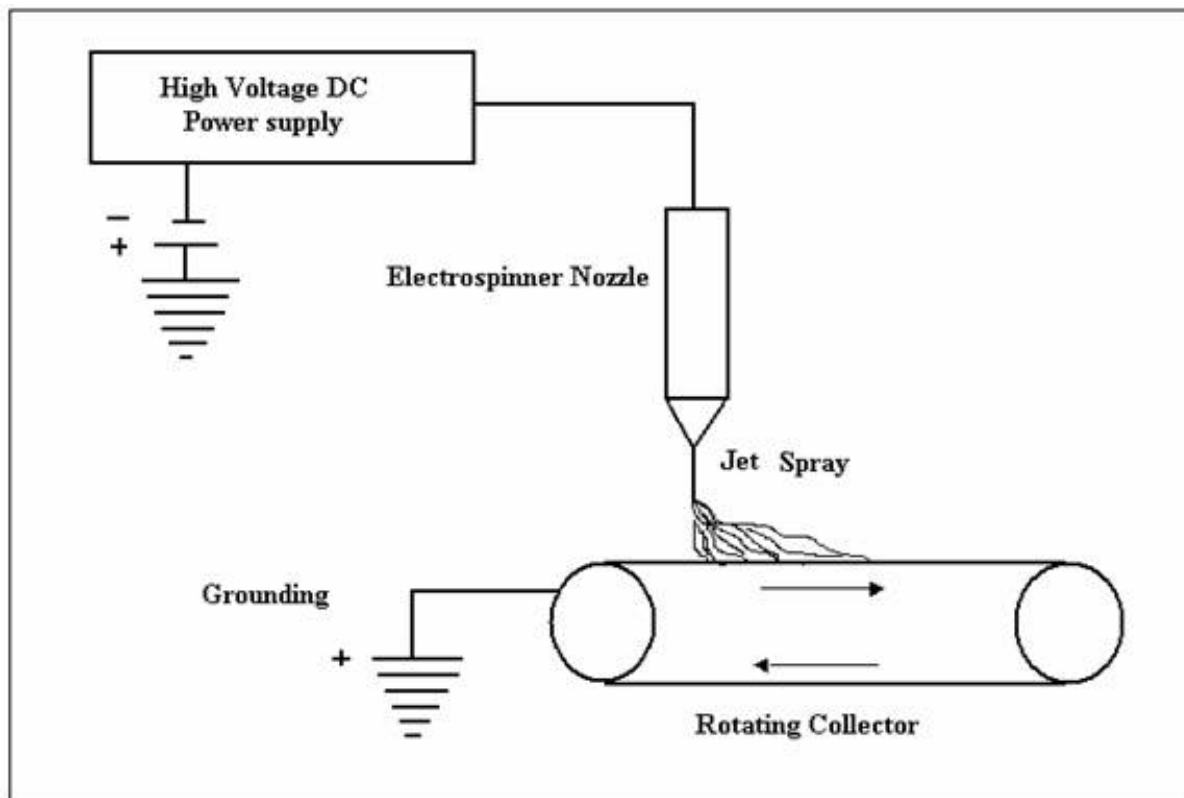 High Voltage DC
Power supply
−
+
Electrospinner Nozzle
Jet Spray
Grounding
+
Rotating Collector